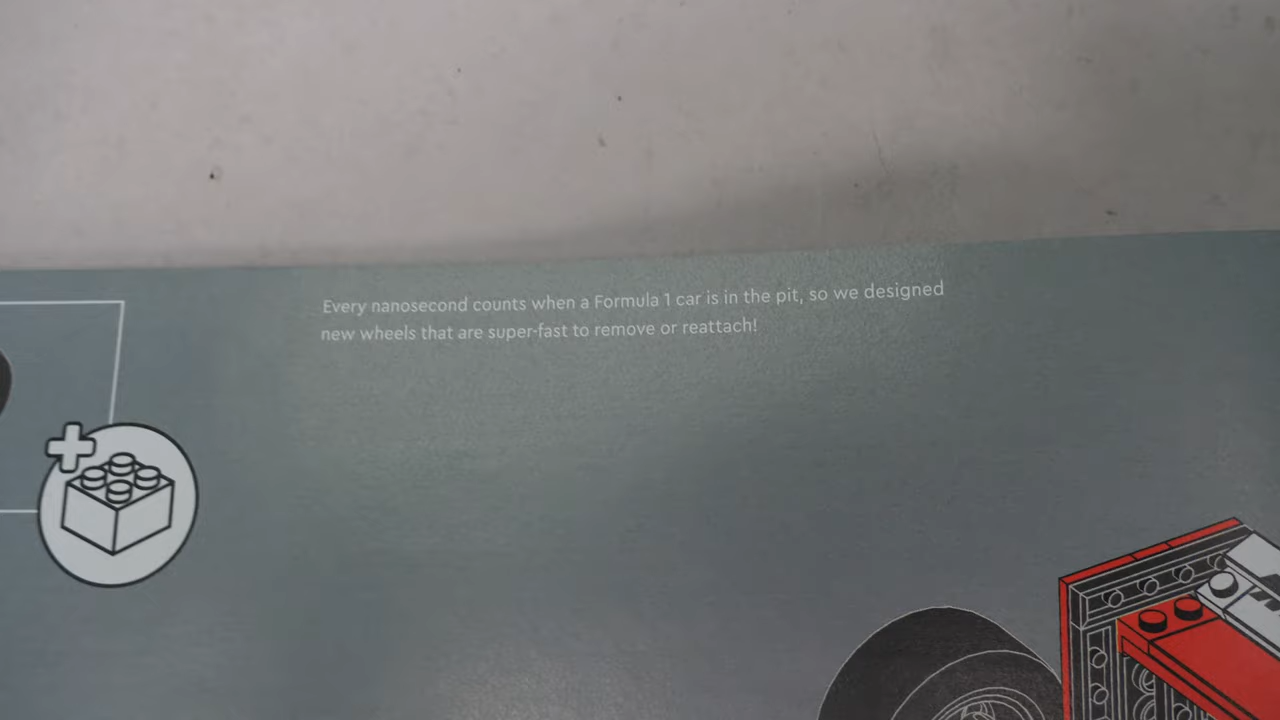 Every nanosecond counts when a Formula 1 car is in the pit, so we designed
new wheels that are super-fast to remove or reattach!